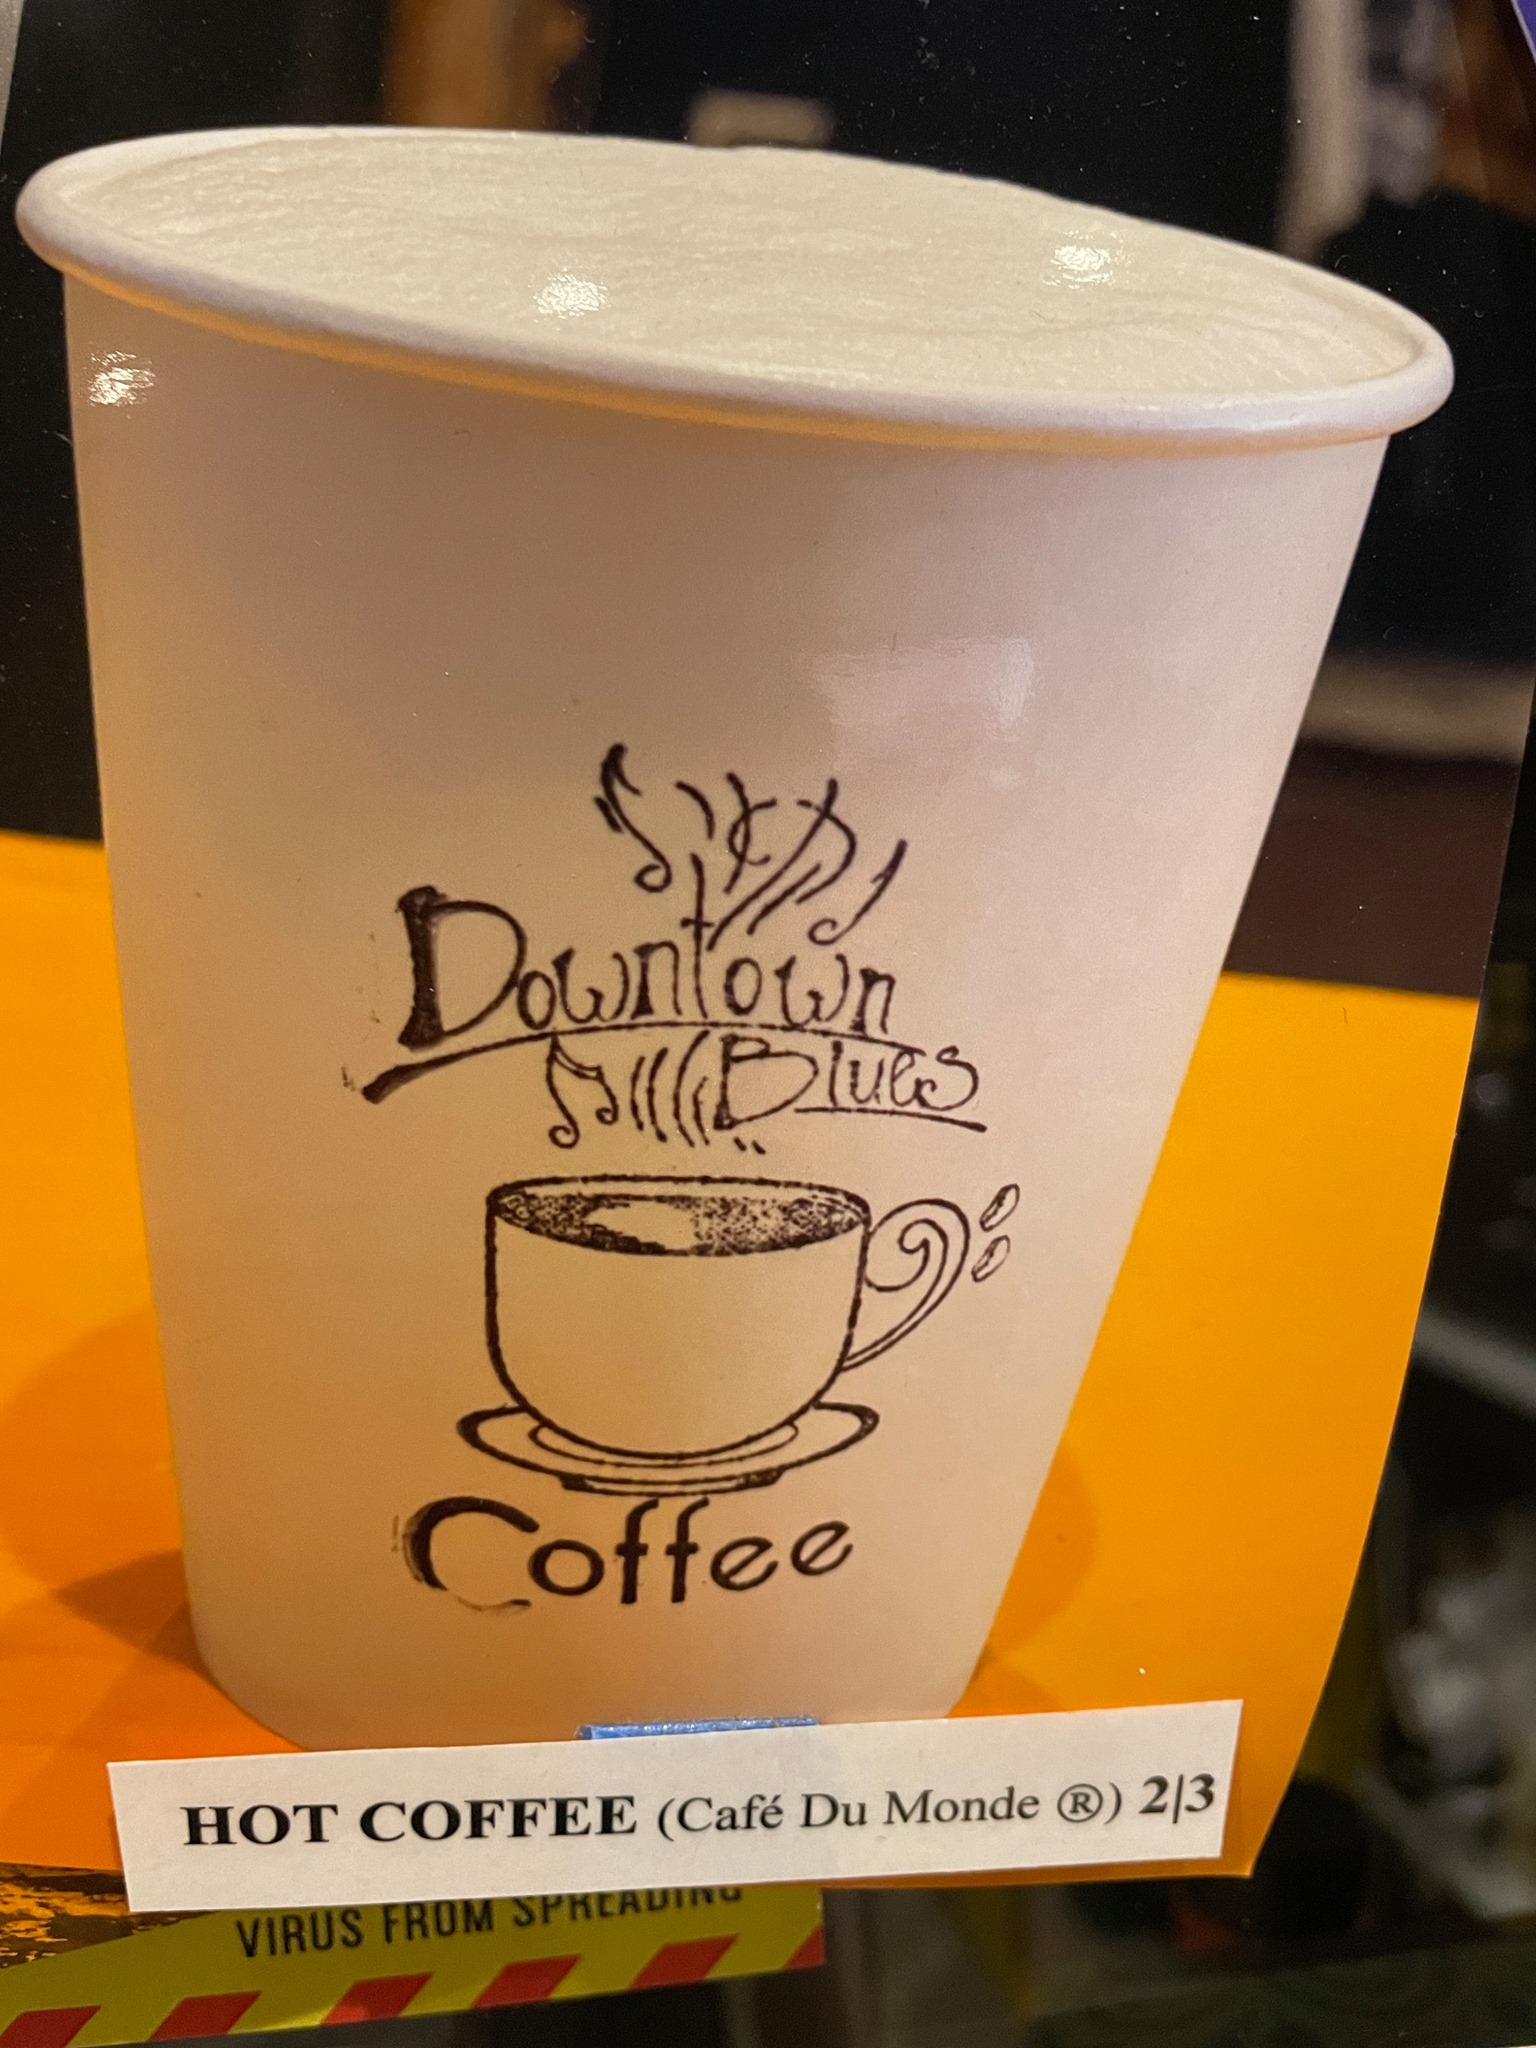 Downtown
Blues
Coffee
HOT COFFEE (Café Du Monde ®) 2|3
VIRUS FROM SPREADING